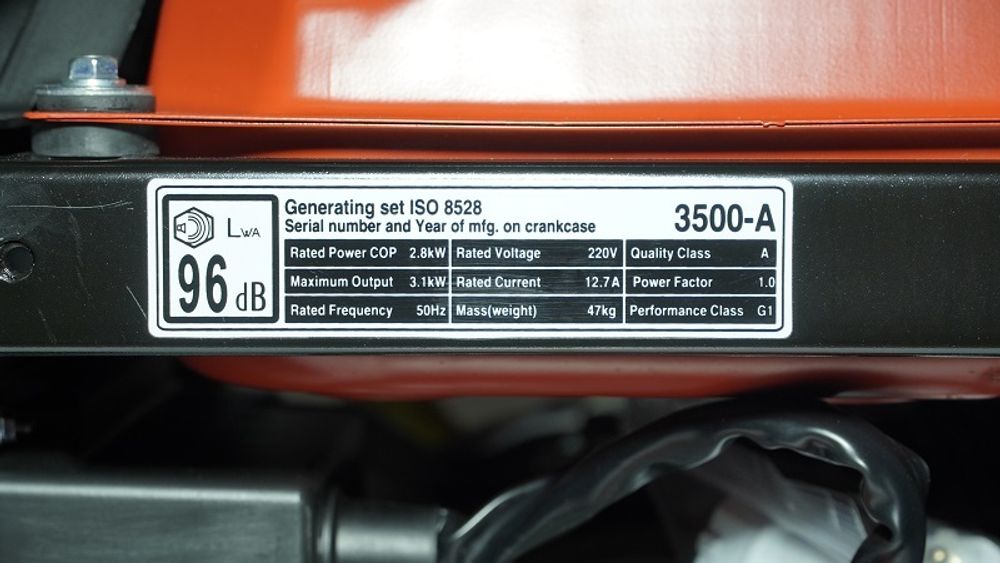 Generating set ISO 8528
Serial number and Year of mfg. on crankcase
3500-A
LWA
96 dB
Rated Power COP 2.8kW Rated Voltage 220V Quality Class A
Maximum Output 3.1kW Rated Current 12.7A Power Factor 1.0
Rated Frequency 50Hz Mass(weight) 47kg Performance Class G1